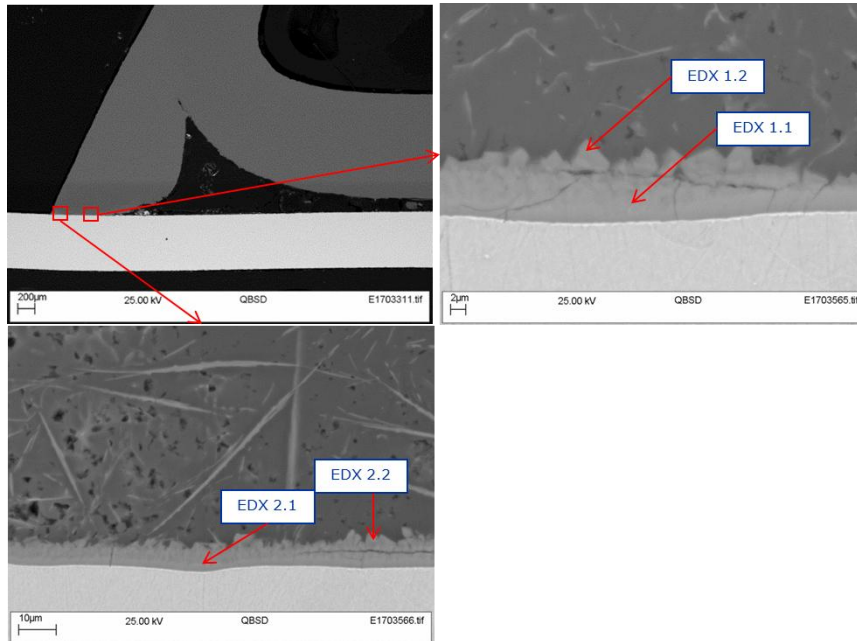 EDX 1.2
EDX 1.1
200µm 25.00 kV QBSD E1703311.tif
2µm 25.00 kV QBSD E1703565.tif
EDX 2.2
EDX 2.1
10µm 25.00 kV QBSD E1703566.tif